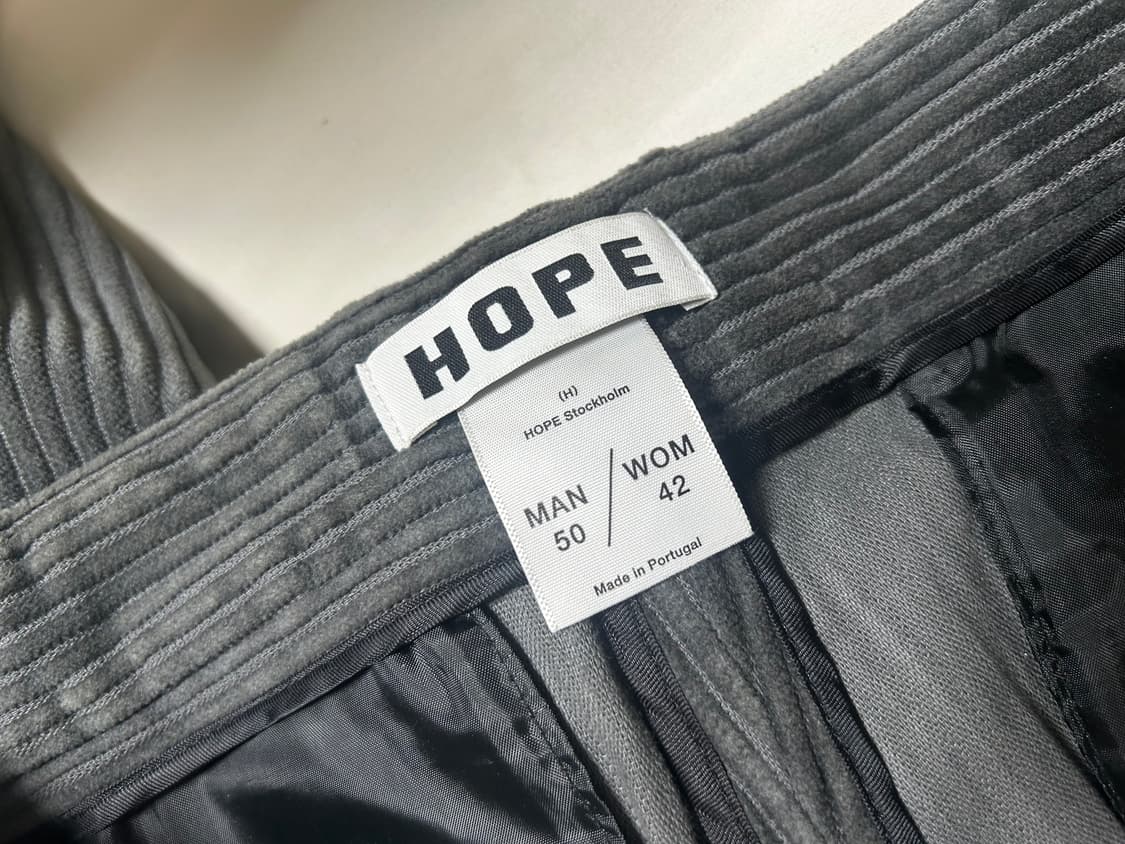 HOPE
(H)
HOPE Stockholm
MAN / WOM
50 42
Made in Portugal